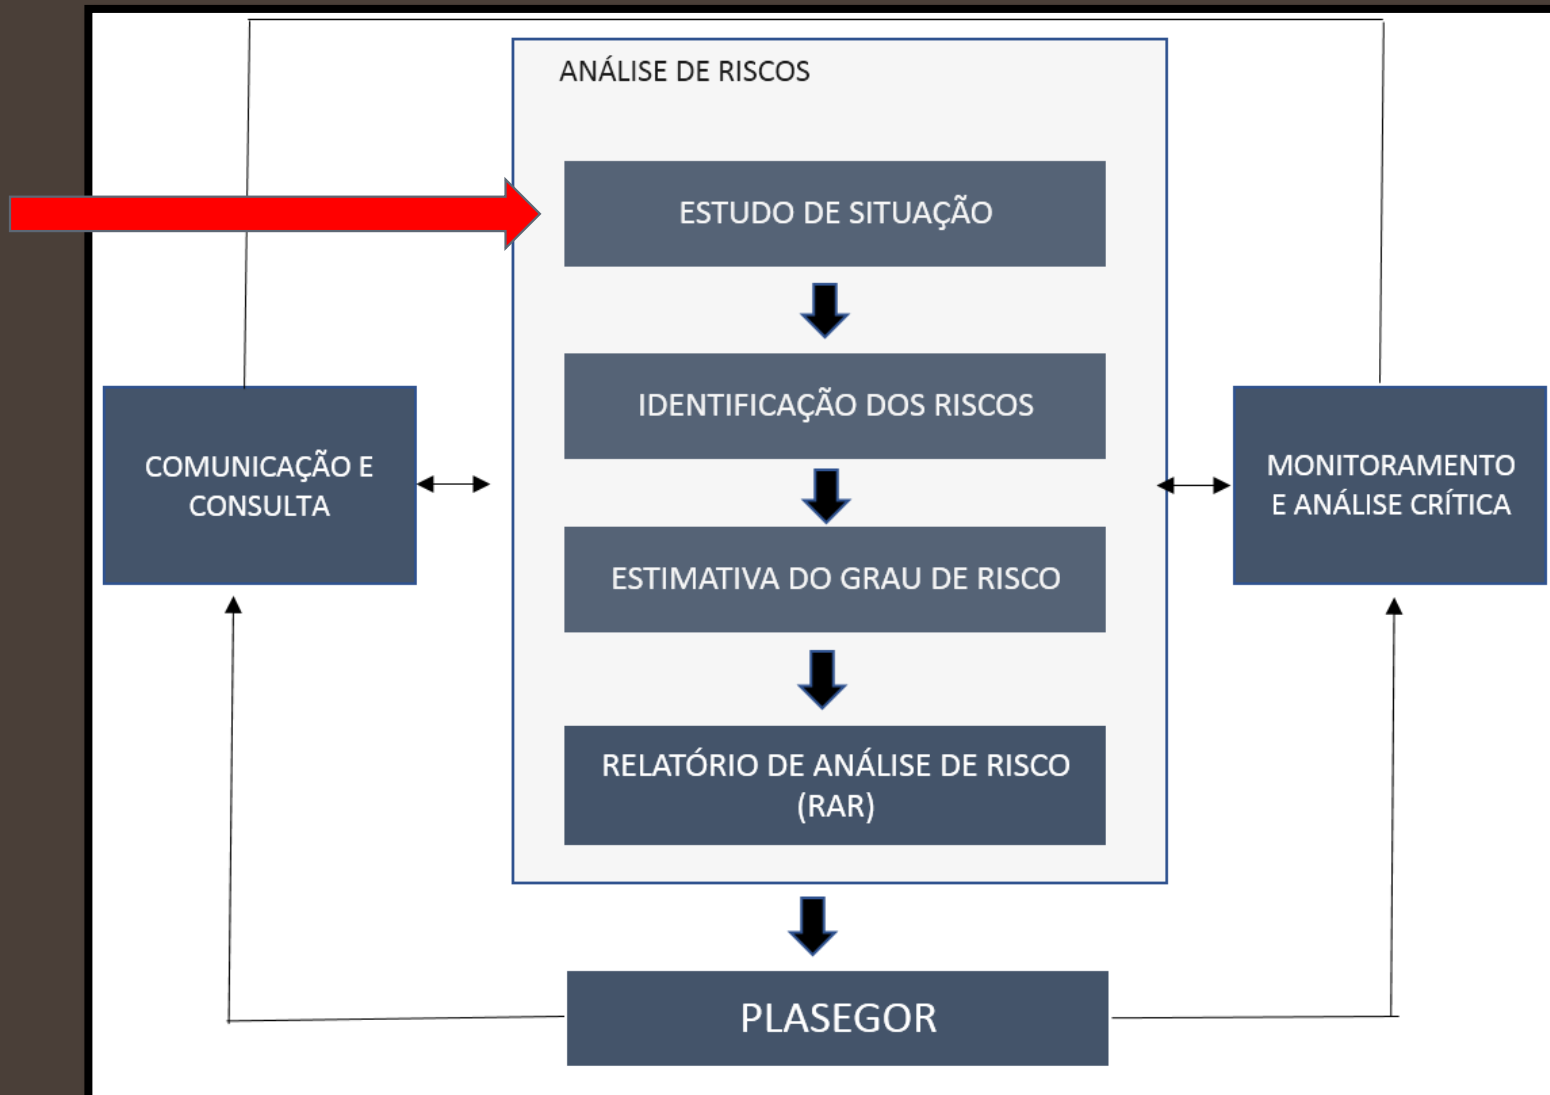 ANÁLISE DE RISCOS
ESTUDO DE SITUAÇÃO
IDENTIFICAÇÃO DOS RISCOS
COMUNICAÇÃO E
CONSULTA
MONITORAMENTO
E ANÁLISE CRÍTICA
ESTIMATIVA DO GRAU DE RISCO
RELATÓRIO DE ANÁLISE DE RISCO
(RAR)
PLASEGOR